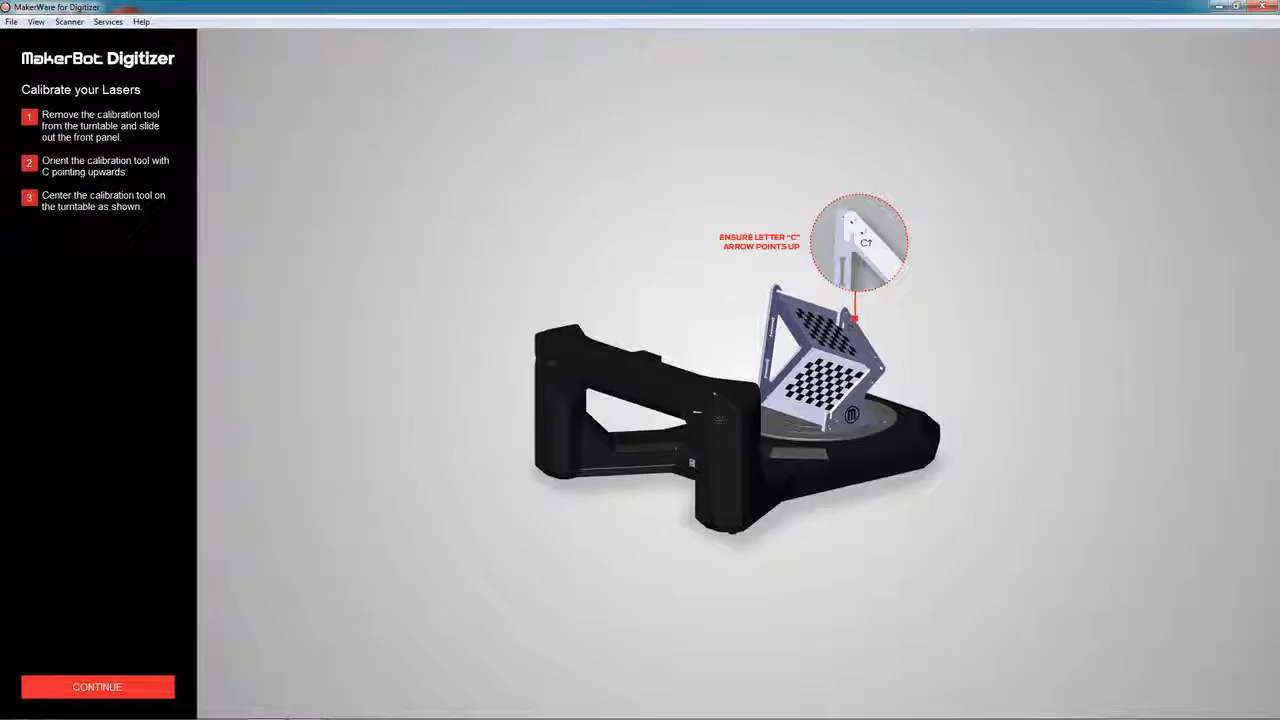 MakerWare for Digitizer
File View Scanner Services Help
MakerBot Digitizer
Calibrate your Lasers
1 Remove the calibration tool
from the turntable and slide
out the front panel.
2 Orient the calibration tool with
C pointing upwards.
3 Center the calibration tool on
the turntable as shown.
ENSURE LETTER “C”
ARROW POINTS UP
C↑
M
CONTINUE